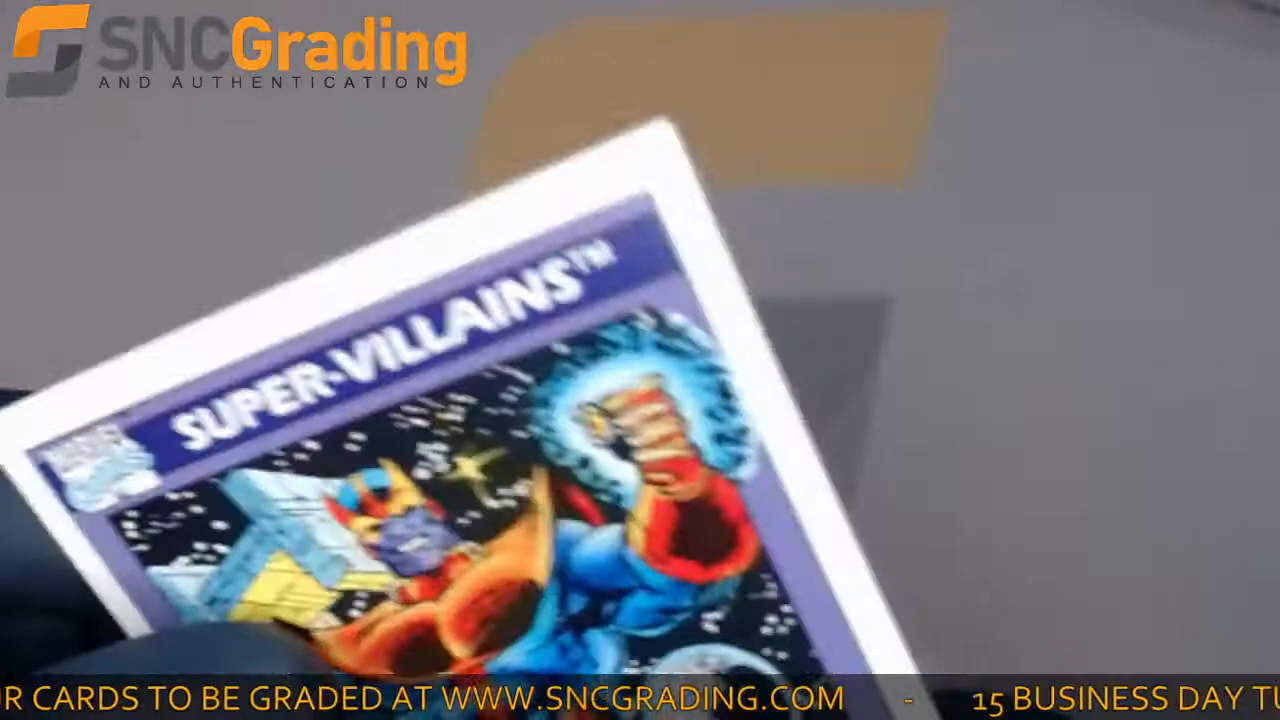 SNCGrading
AND AUTHENTICATION
SUPER-VILLAINS™
R CARDS TO BE GRADED AT WWW.SNCGRADING.COM - 15 BUSINESS DAY TU